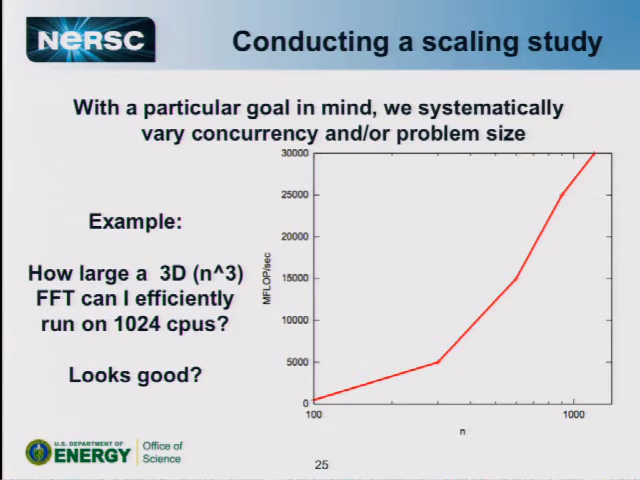 NERSC
Conducting a scaling study
With a particular goal in mind, we systematically
vary concurrency and/or problem size
Example:
How large a 3D (n^3)
FFT can I efficiently
run on 1024 cpus?
Looks good?
30000
25000
20000
15000
10000
5000
0
MFLOP/sec
100
1000
n
U.S. DEPARTMENT OF
ENERGY
Office of
Science
25